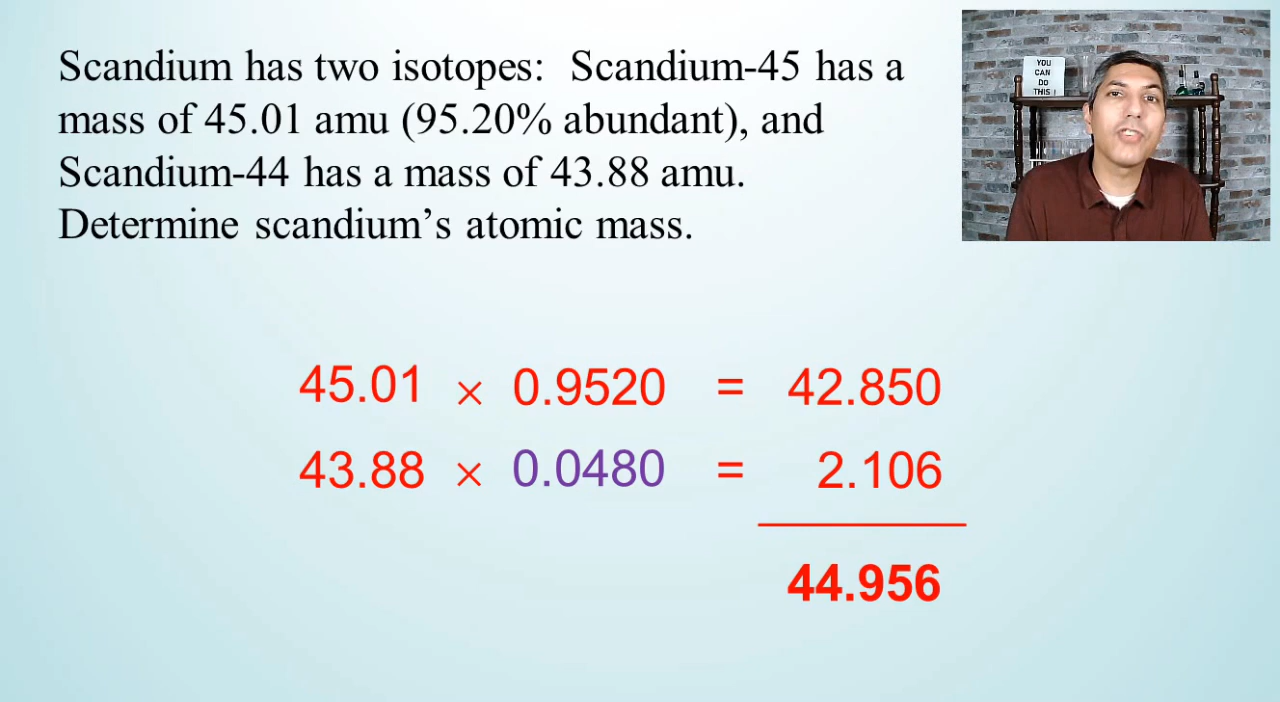 Scandium has two isotopes:  Scandium-45 has a
mass of 45.01 amu (95.20% abundant), and
Scandium-44 has a mass of 43.88 amu.
Determine scandium’s atomic mass.
YOU
CAN
DO
THIS !
45.01 × 0.9520 = 42.850
43.88 × 0.0480 = 2.106
44.956